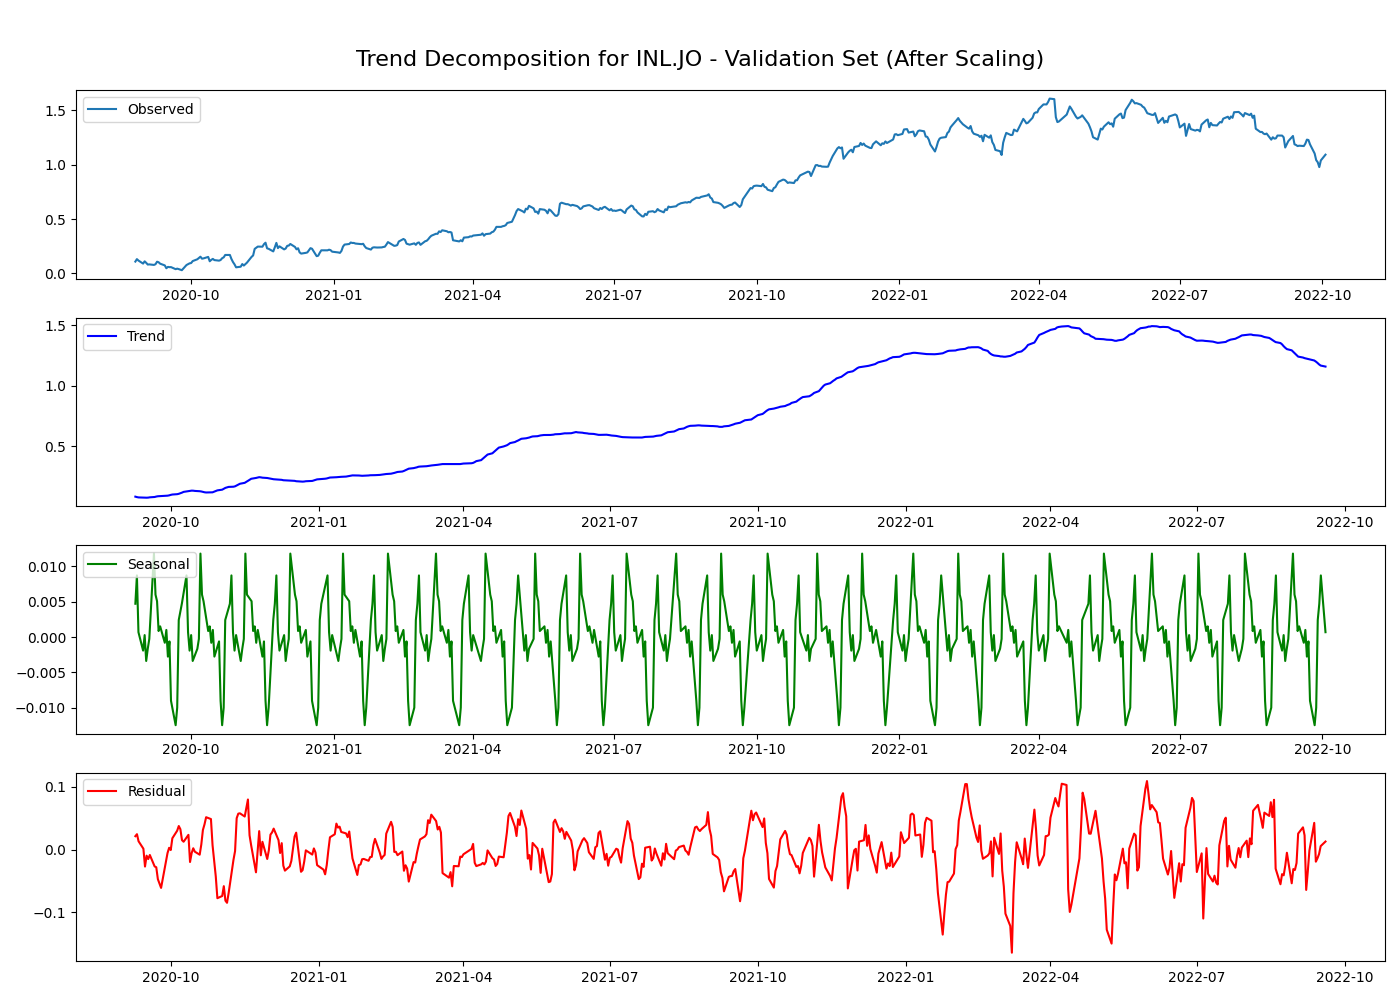 Trend Decomposition for INL.JO - Validation Set (After Scaling)
Observed
1.5
1.0
0.5
0.0
2020-10 2021-01 2021-04 2021-07 2021-10 2022-01 2022-04 2022-07 2022-10
Trend
1.5
1.0
0.5
2020-10 2021-01 2021-04 2021-07 2021-10 2022-01 2022-04 2022-07 2022-10
Seasonal
0.010
0.005
0.000
−0.005
−0.010
2020-10 2021-01 2021-04 2021-07 2021-10 2022-01 2022-04 2022-07 2022-10
Residual
0.1
0.0
−0.1
2020-10 2021-01 2021-04 2021-07 2021-10 2022-01 2022-04 2022-07 2022-10